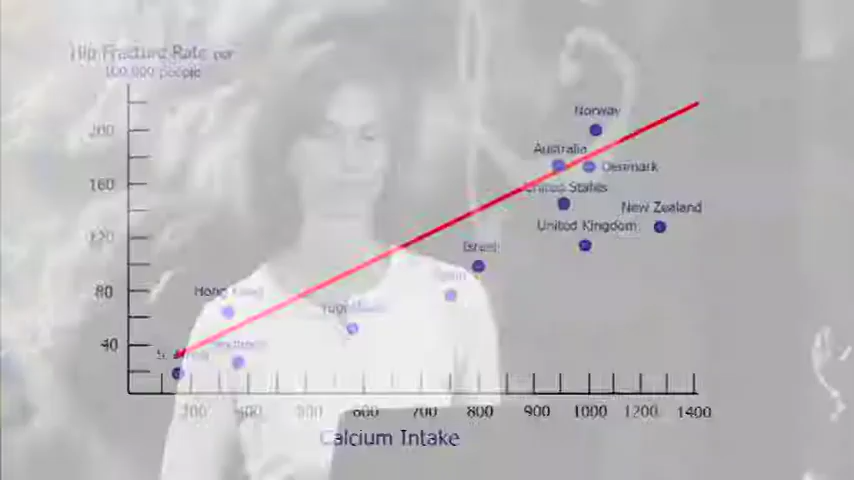 Hip Fracture Rate per
100,000 people
Norway
200
Australia
Denmark
160
United States
New Zealand
United Kingdom
120
Israel
Spain
80
Hong Kong
Yugoslavia
40
200 400 500 600 700 800 900 1000 1200 1400
Calcium Intake